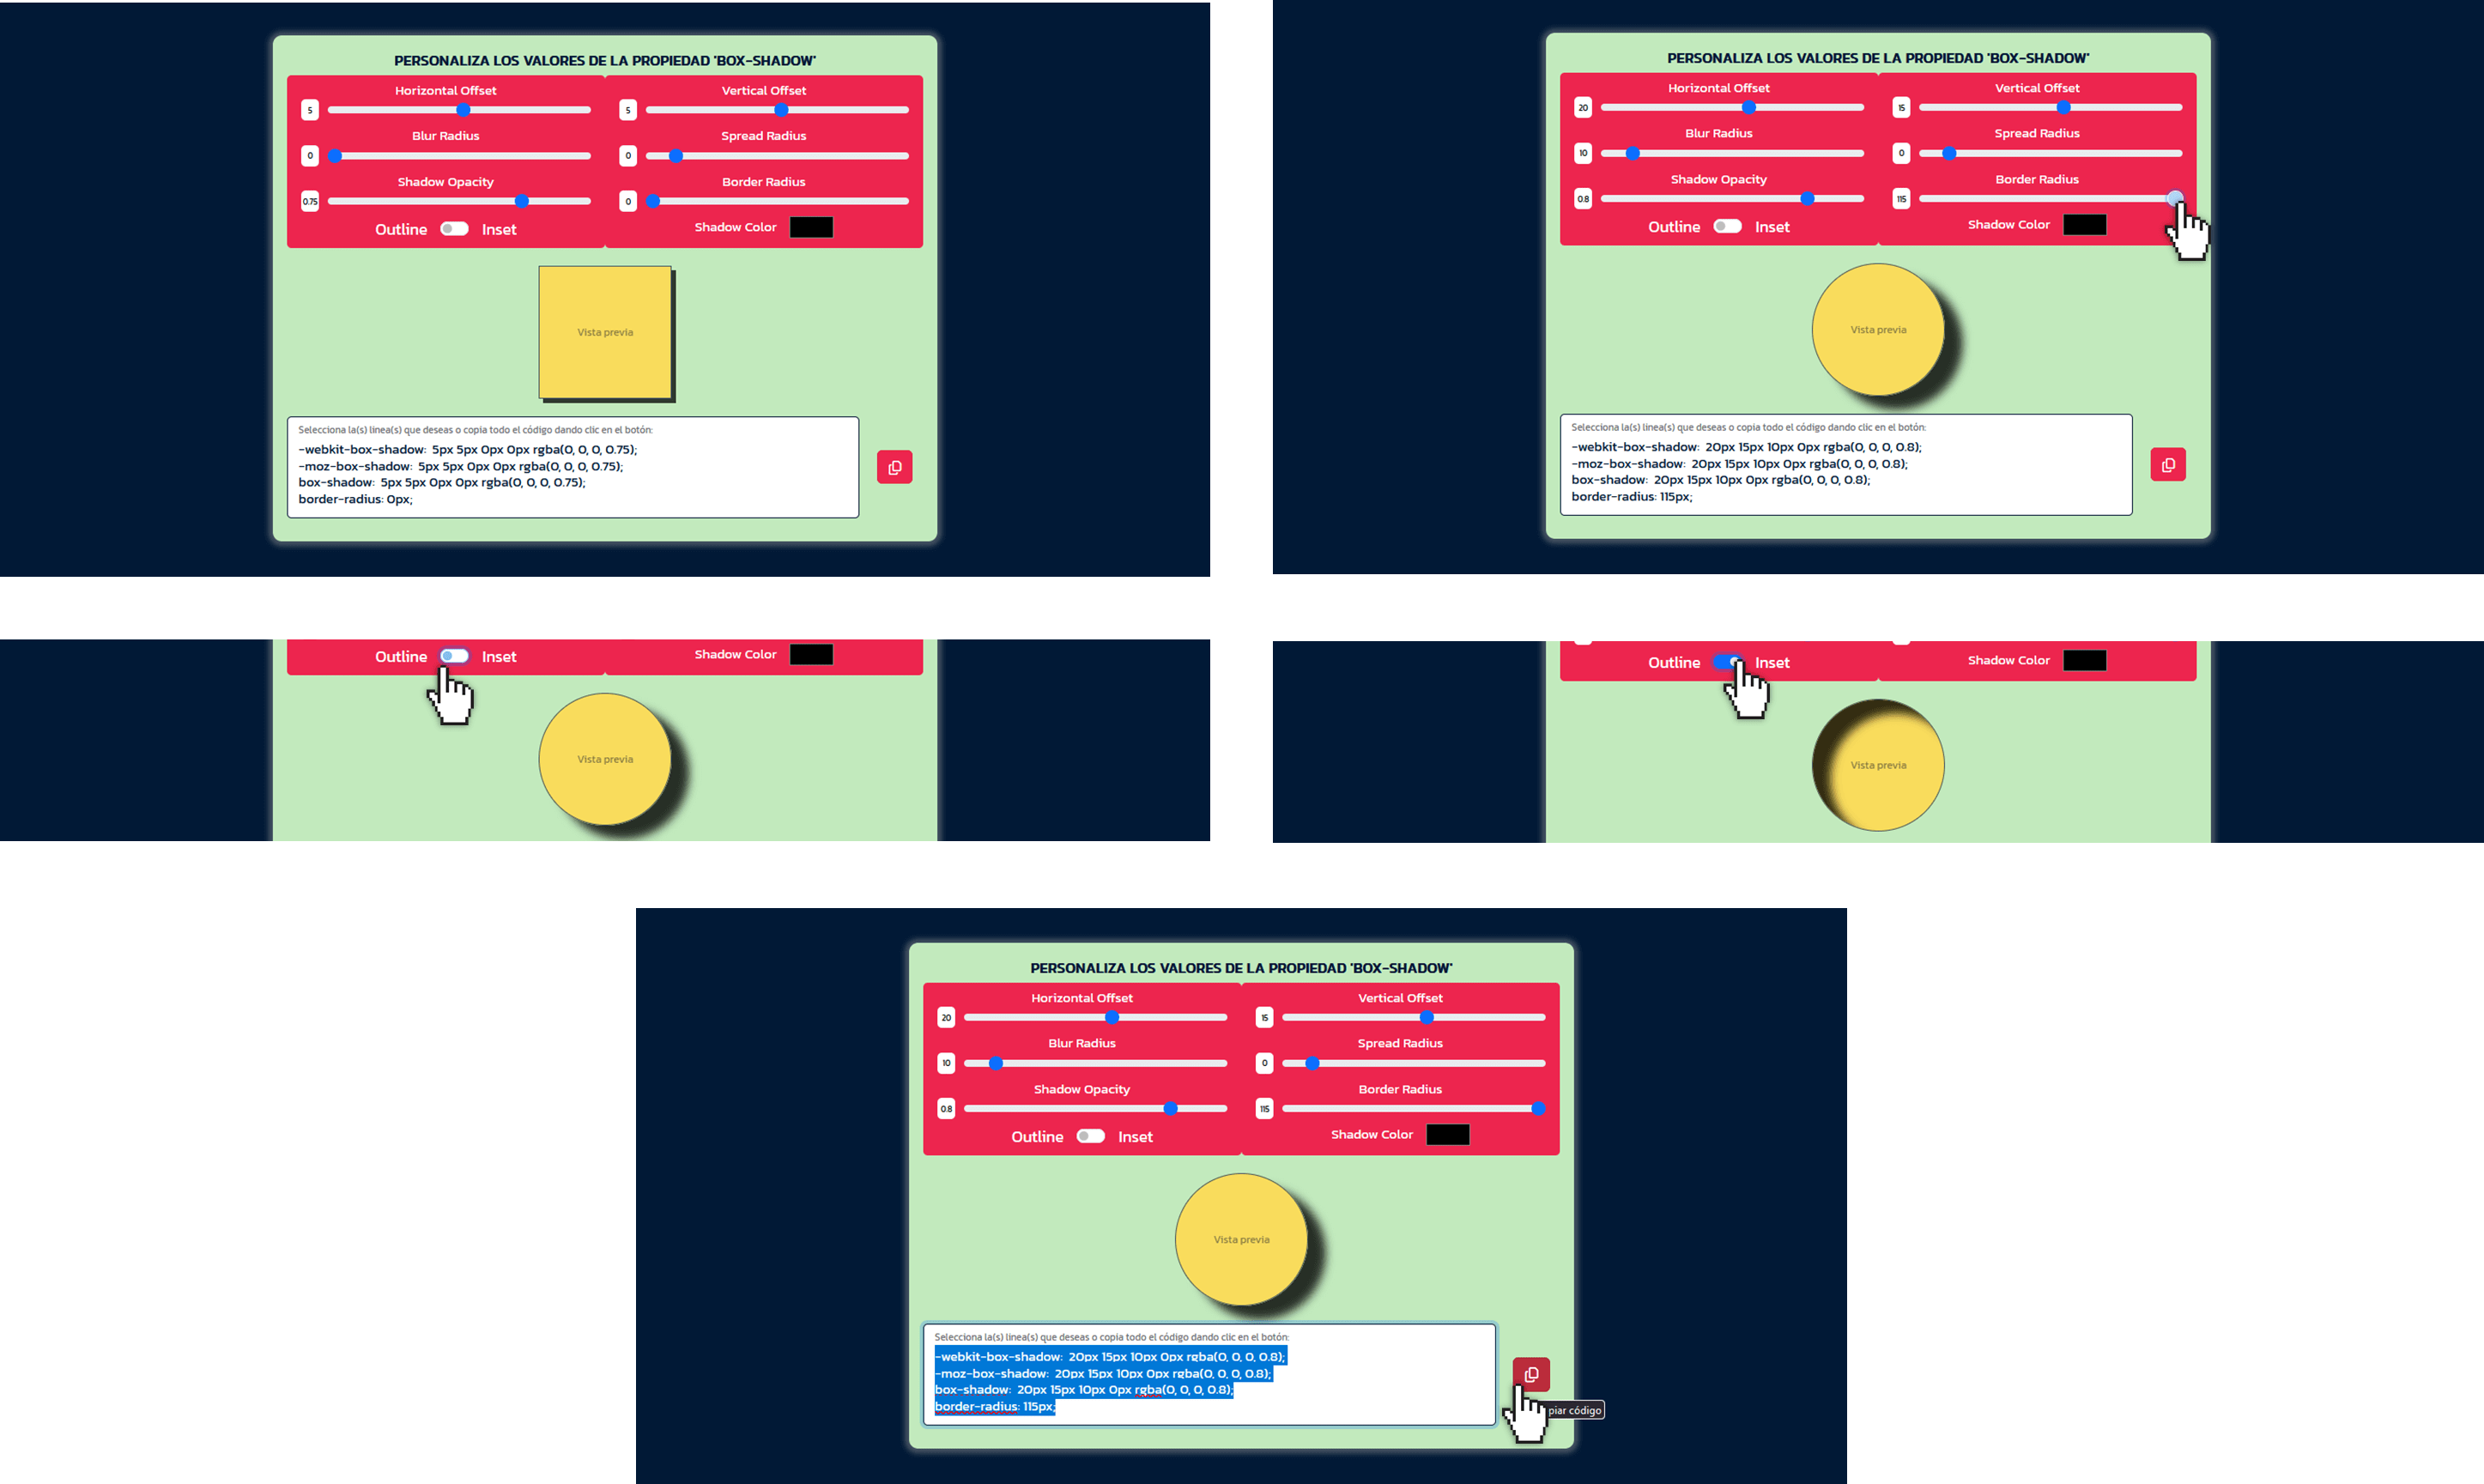 PERSONALIZA LOS VALORES DE LA PROPIEDAD 'BOX-SHADOW'
Horizontal Offset
Vertical Offset
5
5
Blur Radius
Spread Radius
0
0
Shadow Opacity
Border Radius
0.75
0
Outline Inset
Shadow Color
Vista previa
Selecciona la(s) linea(s) que deseas o copia todo el código dando clic en el botón:
-webkit-box-shadow: 5px 5px 0px 0px rgba(0, 0, 0, 0.75);
-moz-box-shadow: 5px 5px 0px 0px rgba(0, 0, 0, 0.75);
box-shadow: 5px 5px 0px 0px rgba(0, 0, 0, 0.75);
border-radius: 0px;
PERSONALIZA LOS VALORES DE LA PROPIEDAD 'BOX-SHADOW'
Horizontal Offset
Vertical Offset
20
15
Blur Radius
Spread Radius
10
0
Shadow Opacity
Border Radius
0.8
115
Outline Inset
Shadow Color
Vista previa
Selecciona la(s) linea(s) que deseas o copia todo el código dando clic en el botón:
-webkit-box-shadow: 20px 15px 10px 0px rgba(0, 0, 0, 0.8);
-moz-box-shadow: 20px 15px 10px 0px rgba(0, 0, 0, 0.8);
box-shadow: 20px 15px 10px 0px rgba(0, 0, 0, 0.8);
border-radius: 115px;
Outline Inset
Shadow Color
Vista previa
Outline Inset
Shadow Color
Vista previa
PERSONALIZA LOS VALORES DE LA PROPIEDAD 'BOX-SHADOW'
Horizontal Offset
Vertical Offset
20
15
Blur Radius
Spread Radius
10
0
Shadow Opacity
Border Radius
0.8
115
Outline Inset
Shadow Color
Vista previa
Selecciona la(s) linea(s) que deseas o copia todo el código dando clic en el botón:
-webkit-box-shadow: 20px 15px 10px 0px rgba(0, 0, 0, 0.8);
-moz-box-shadow: 20px 15px 10px 0px rgba(0, 0, 0, 0.8);
box-shadow: 20px 15px 10px 0px rgba(0, 0, 0, 0.8);
border-radius: 115px;
piar código